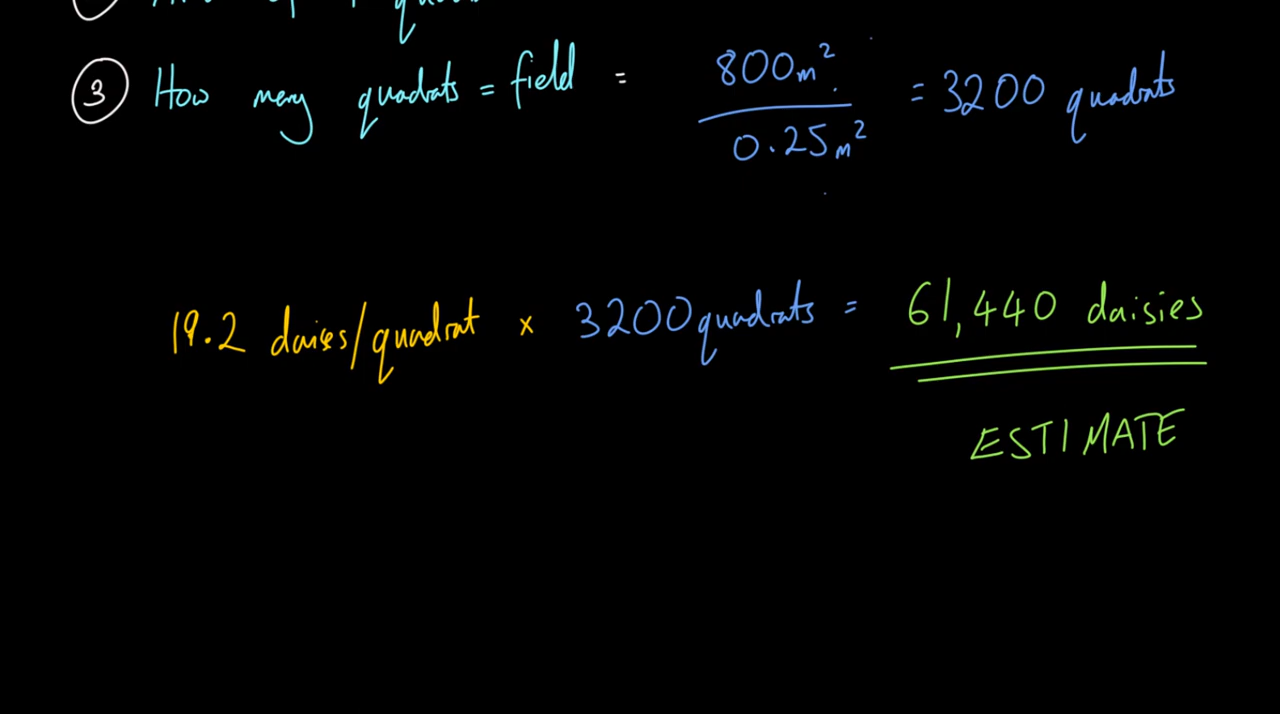 ③ How many quadrats = field = 800m² / 0.25m² = 3200 quadrats
19.2 daises/quadrat × 3200 quadrats = 61,440 daisies
ESTIMATE